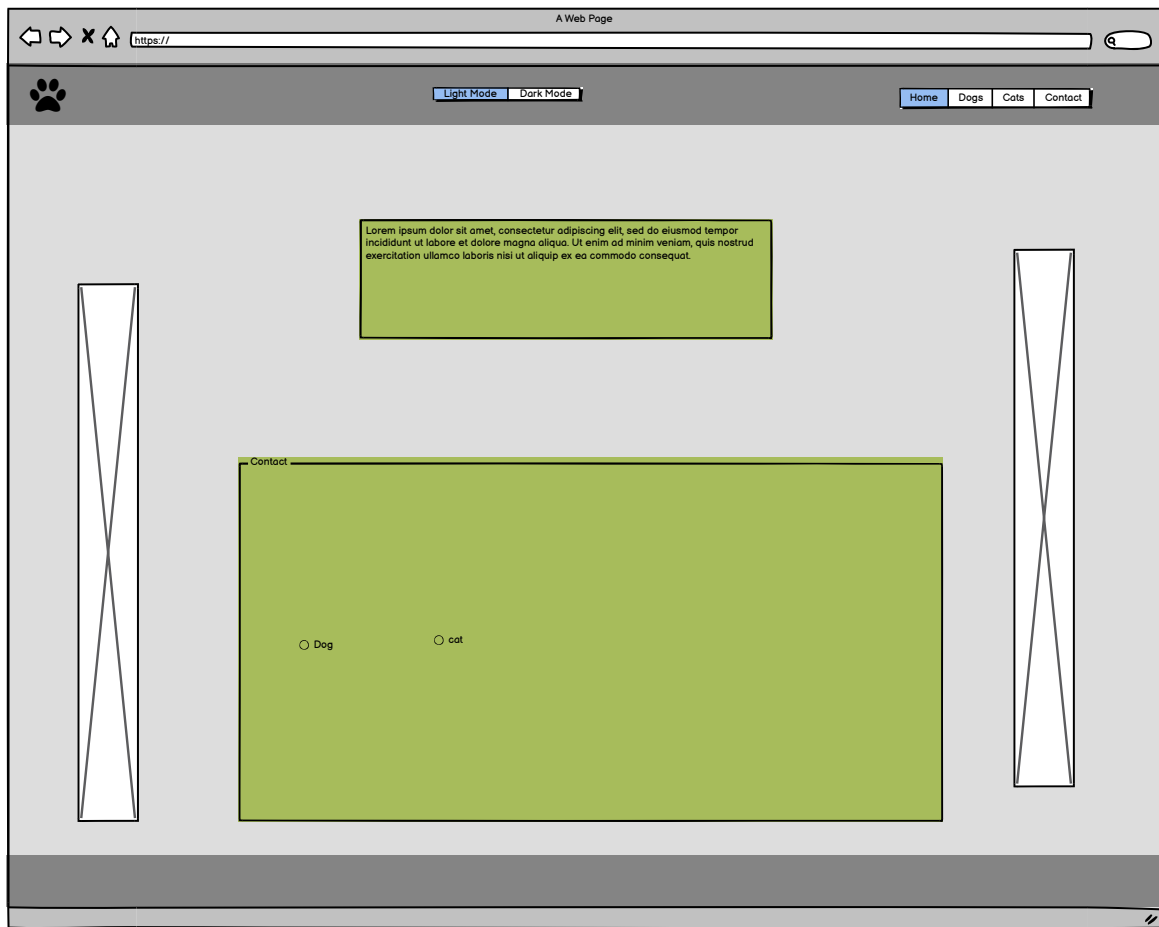 A Web Page
https://
Light Mode Dark Mode
Home Dogs Cats Contact
Lorem ipsum dolor sit amet, consectetur adipiscing elit, sed do eiusmod tempor
incididunt ut labore et dolore magna aliqua. Ut enim ad minim veniam, quis nostrud
exercitation ullamco laboris nisi ut aliquip ex ea commodo consequat.
Contact
Dog cat